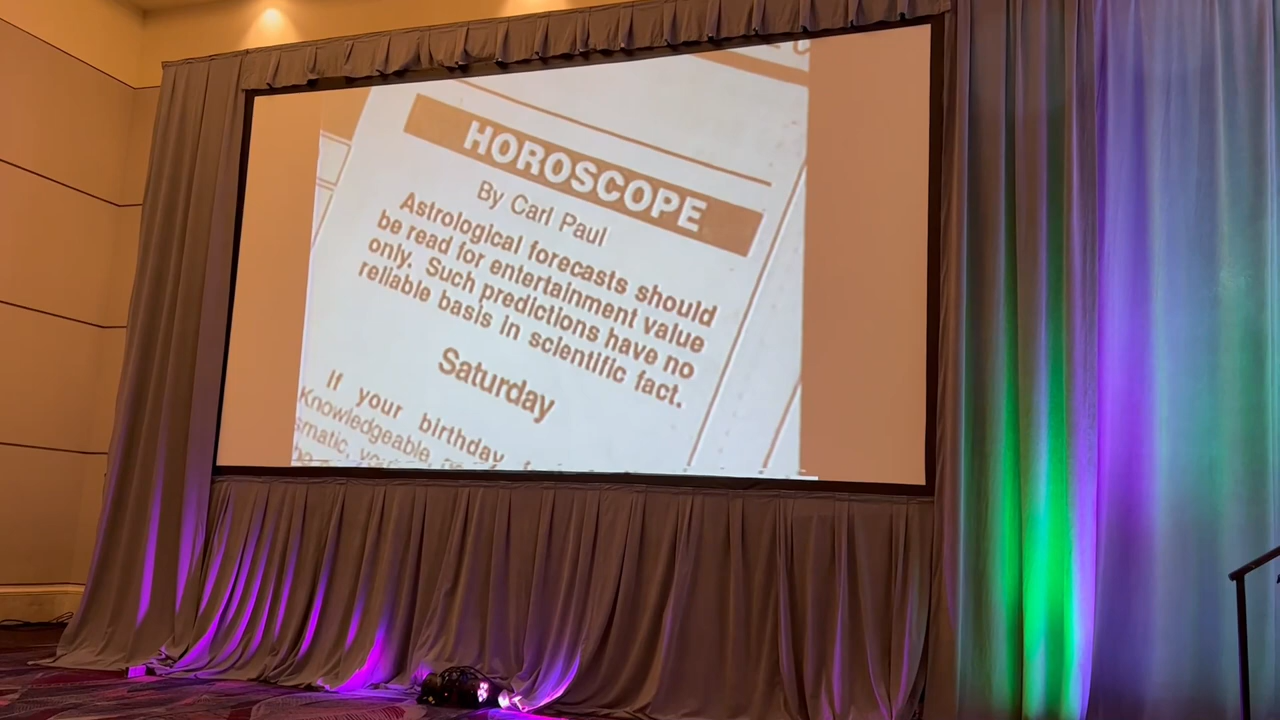 HOROSCOPE
By Carl Paul
Astrological forecasts should
be read for entertainment value
only. Such predictions have no
reliable basis in scientific fact.
Saturday
If your birthday
Knowledgeable,
smatic,